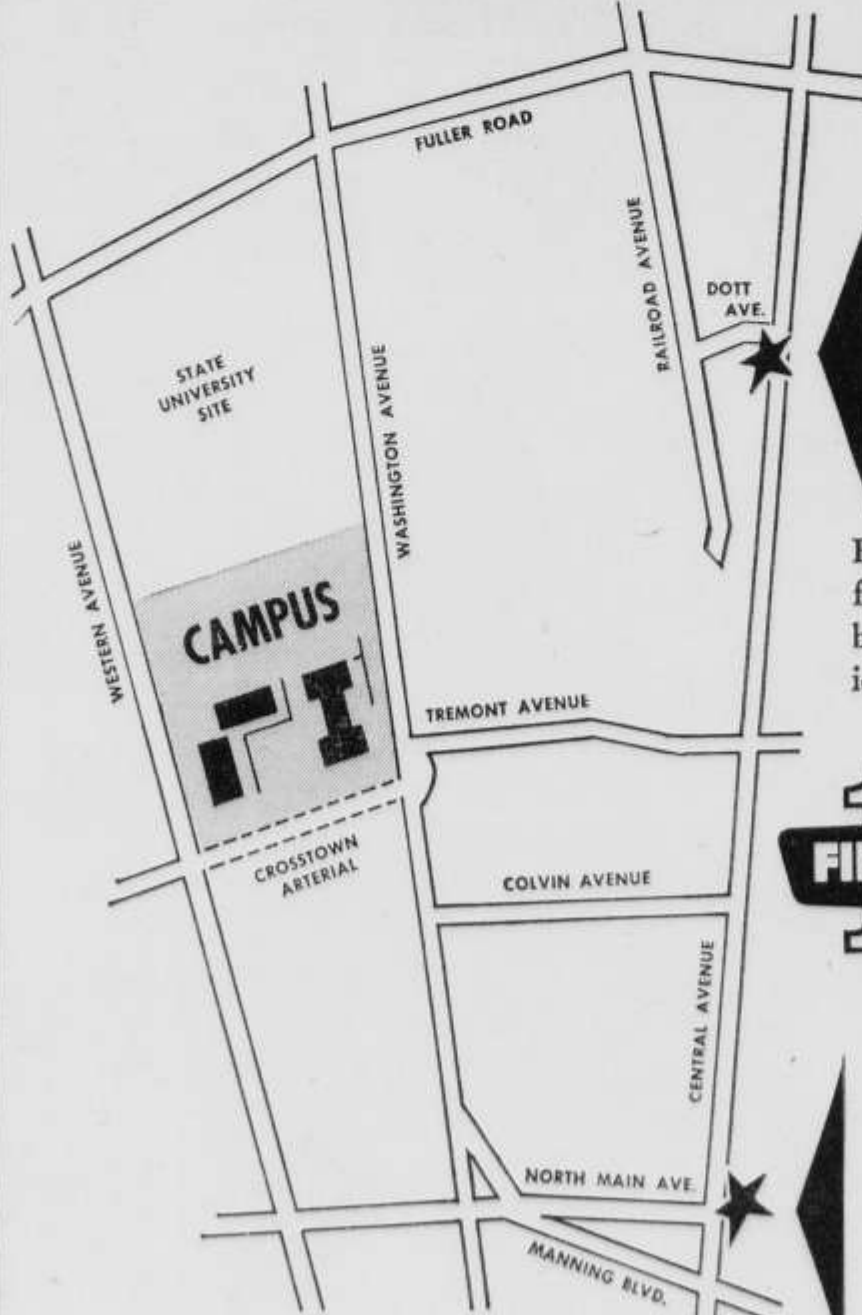 FULLER ROAD
RAILROAD AVENUE
DOTT
AVE.
STATE
UNIVERSITY
SITE
WASHINGTON AVENUE
WESTERN AVENUE
CAMPUS
TREMONT AVENUE
CROSSTOWN
ARTERIAL
COLVIN AVENUE
CENTRAL AVENUE
NORTH MAIN AVE.
MANNING BLVD.